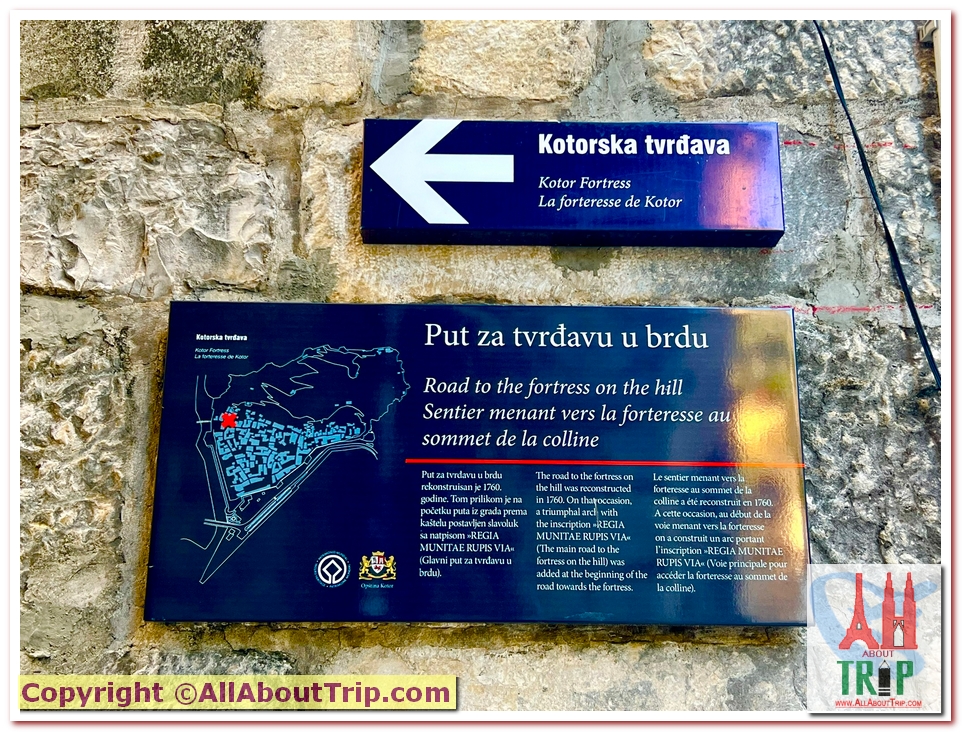 Kotorska tvrđava
Kotor Fortress
La forteresse de Kotor
Kotorska tvrđava
Kotor Fortress
La forteresse de Kotor
Put za tvrđavu u brdu
Road to the fortress on the hill
Sentier menant vers la forteresse au
sommet de la colline
Put za tvrđavu u brdu
rekonstruisan je 1760.
godine. Tom prilikom je na
početku puta iz grada prema
kaštelu postavljen slavoluk
sa natpisom »REGIA
MUNITAE RUPIS VIA«
(Glavni put za tvrđavu u
brdu).
The road to the fortress on
the hill was reconstructed
in 1760. On that occasion,
a triumphal arch with
the inscription »REGIA
MUNITAE RUPIS VIA«
(The main road to the
fortress on the hill) was
added at the beginning of the
road towards the fortress.
Le sentier menant vers la
forteresse au sommet de la
colline a été reconstruit en 1760.
A cette occasion, au début de la
voie menant vers la forteresse
on a construit un arc portant
l'inscription »REGIA MUNITAE
RUPIS VIA« (Voie principale pour
accéder la forteresse au sommet de
la colline).
Opština Kotor
All
ABOUT
TRIP
www.AllAboutTrip.com
Copyright ©AllAboutTrip.com